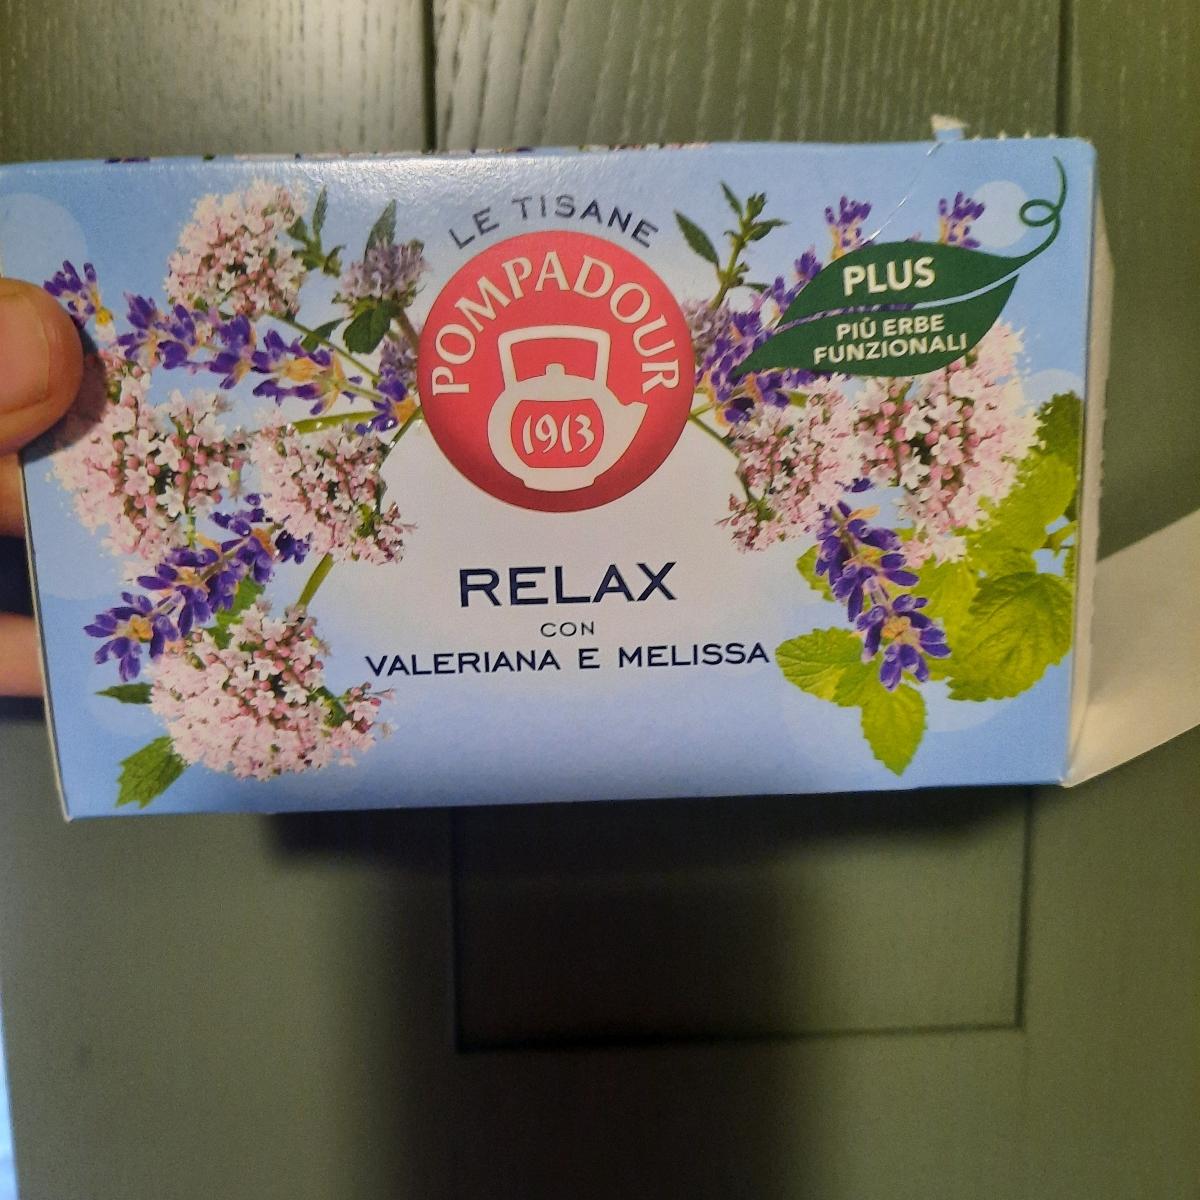 LE TISANE
POMPADOUR
1913
PLUS
PIÙ ERBE
FUNZIONALI
RELAX
CON
VALERIANA E MELISSA